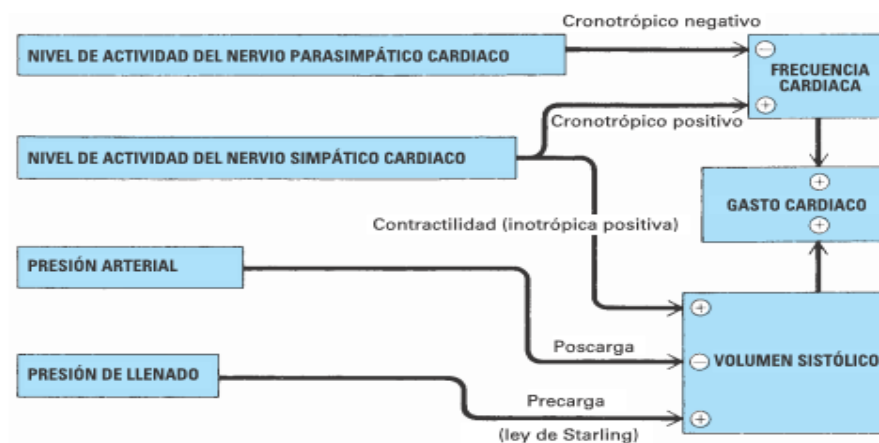 Cronotrópico negativo
NIVEL DE ACTIVIDAD DEL NERVIO PARASIMPÁTICO CARDIACO
FRECUENCIA
CARDIACA
Cronotrópico positivo
NIVEL DE ACTIVIDAD DEL NERVIO SIMPÁTICO CARDIACO
GASTO CARDIACO
Contractilidad (inotrópica positiva)
PRESIÓN ARTERIAL
Poscarga
VOLUMEN SISTÓLICO
PRESIÓN DE LLENADO
Precarga
(ley de Starling)